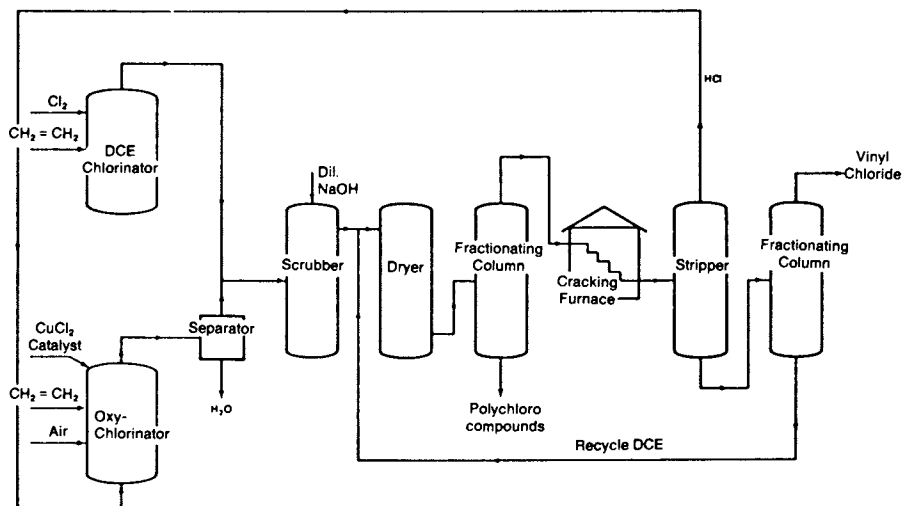 HCl
Cl₂
CH₂ = CH₂
DCE
Chlorinator
Dil.
NaOH
Vinyl
Chloride
Scrubber
Dryer
Fractionating
Column
Cracking
Furnace
Stripper
Fractionating
Column
Separator
CuCl₂
Catalyst
CH₂ = CH₂
Oxy-
Chlorinator
Air
H₂O
Polychloro
compounds
Recycle DCE